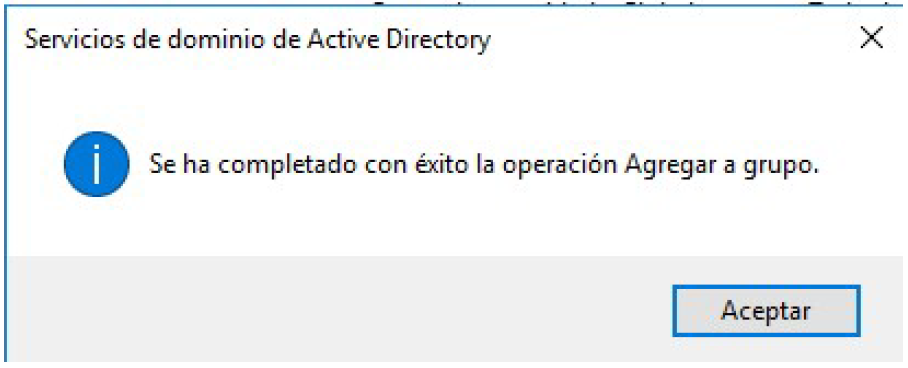 Servicios de dominio de Active Directory
Se ha completado con éxito la operación Agregar a grupo.
Aceptar